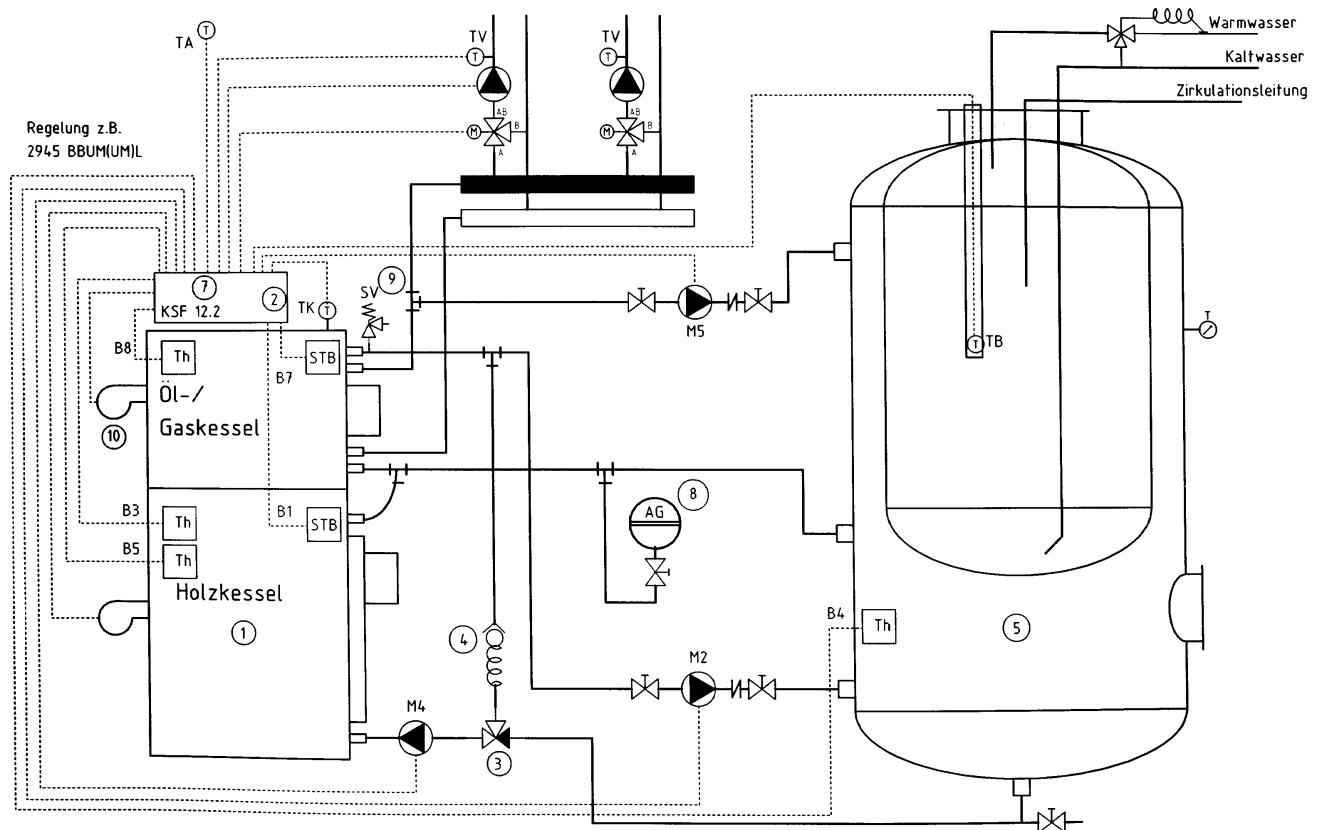 Warmwasser
Kaltwasser
Zirkulationsleitung
TA
T
TV
T
TV
T
AB
M
B
A
AB
M
B
A
Regelung z.B.
2945 BBUM(UM)L
7
2
KSF 12.2
TK
T
SV
9
M5
T
T
TB
B8
Th
B7
STB
Öl-/
Gaskessel
10
B3
Th
B1
STB
B5
Th
Holzkessel
1
AG
8
4
M2
B4
Th
5
M4
3